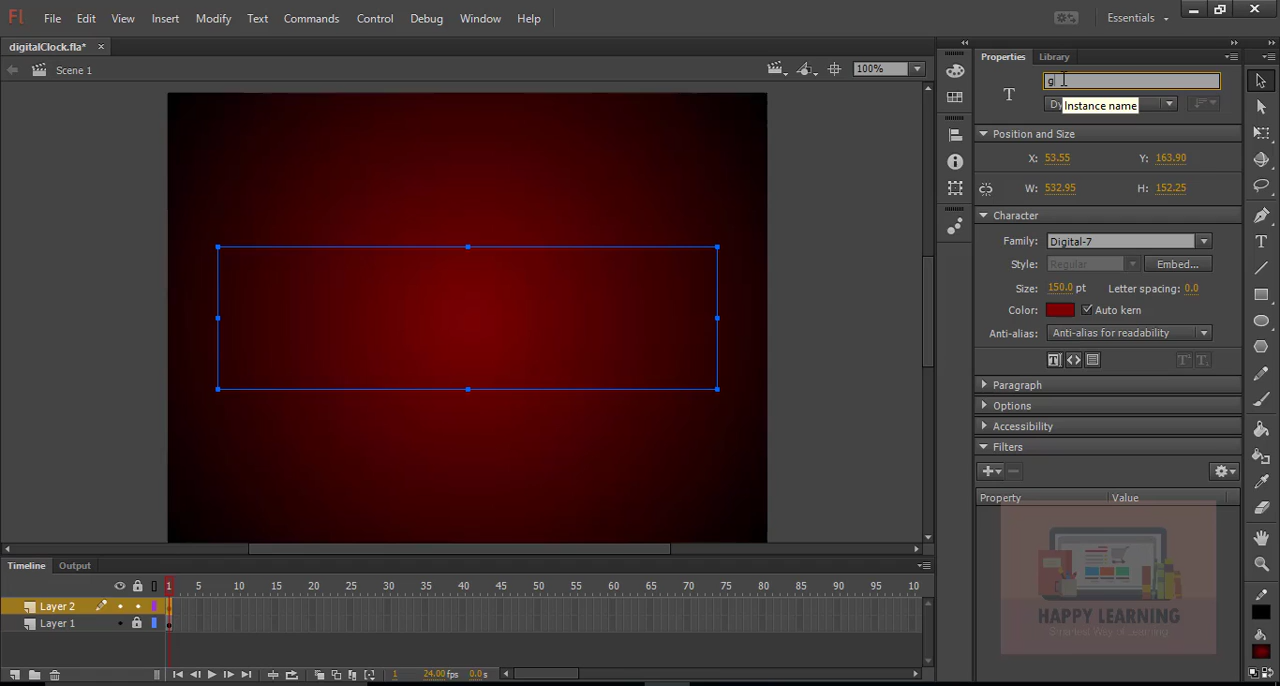 Fl File Edit View Insert Modify Text Commands Control Debug Window Help Essentials
digitalClock.fla* ×
Scene 1 100%
Properties Library
T g
Instance name
Position and Size
X: 53.55 Y: 163.90
W: 532.95 H: 152.25
Character
Family: Digital-7
Style: Regular Embed...
Size: 150.0 pt Letter spacing: 0.0
Color: Auto kern
Anti-alias: Anti-alias for readability
Paragraph
Options
Accessibility
Filters
Property Value
HAPPY LEARNING
Smartest Way of Learning
Timeline Output
1 5 10 15 20 25 30 35 40 45 50 55 60 65 70 75 80 85 90 95 10
Layer 2
Layer 1
1 24.00 fps 0.0 s